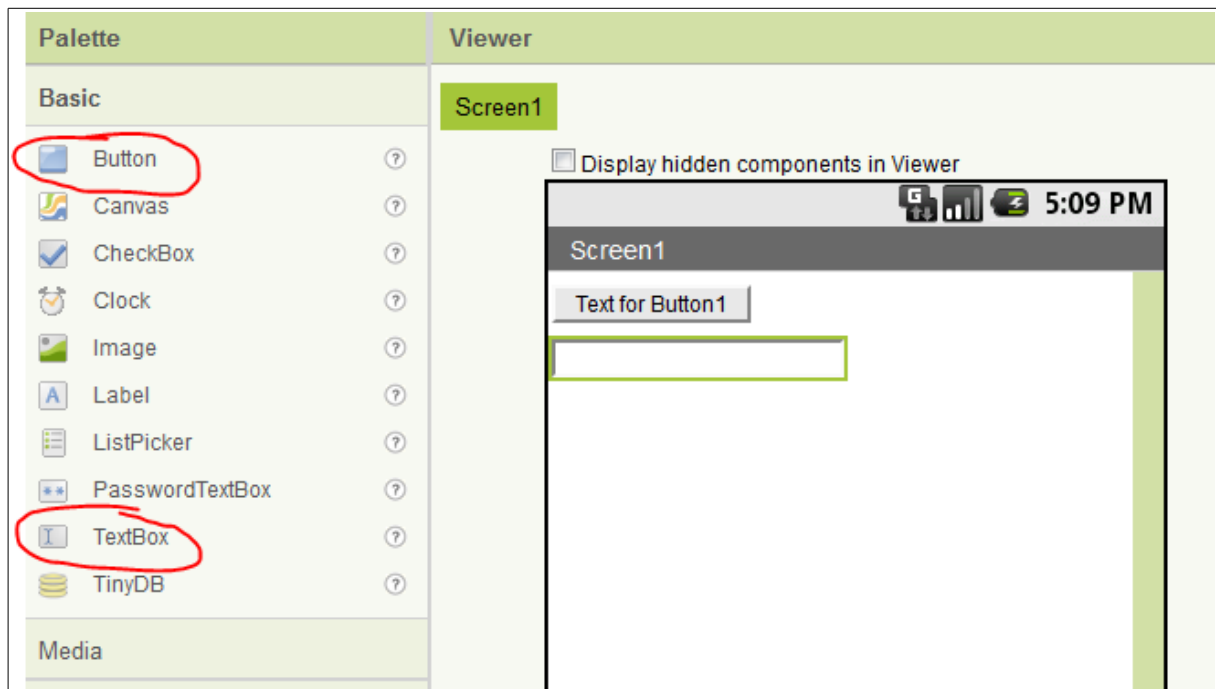 Palette
Basic
Button
Canvas
CheckBox
Clock
Image
Label
ListPicker
PasswordTextBox
TextBox
TinyDB
Media
Viewer
Screen1
Display hidden components in Viewer
5:09 PM
Screen1
Text for Button1